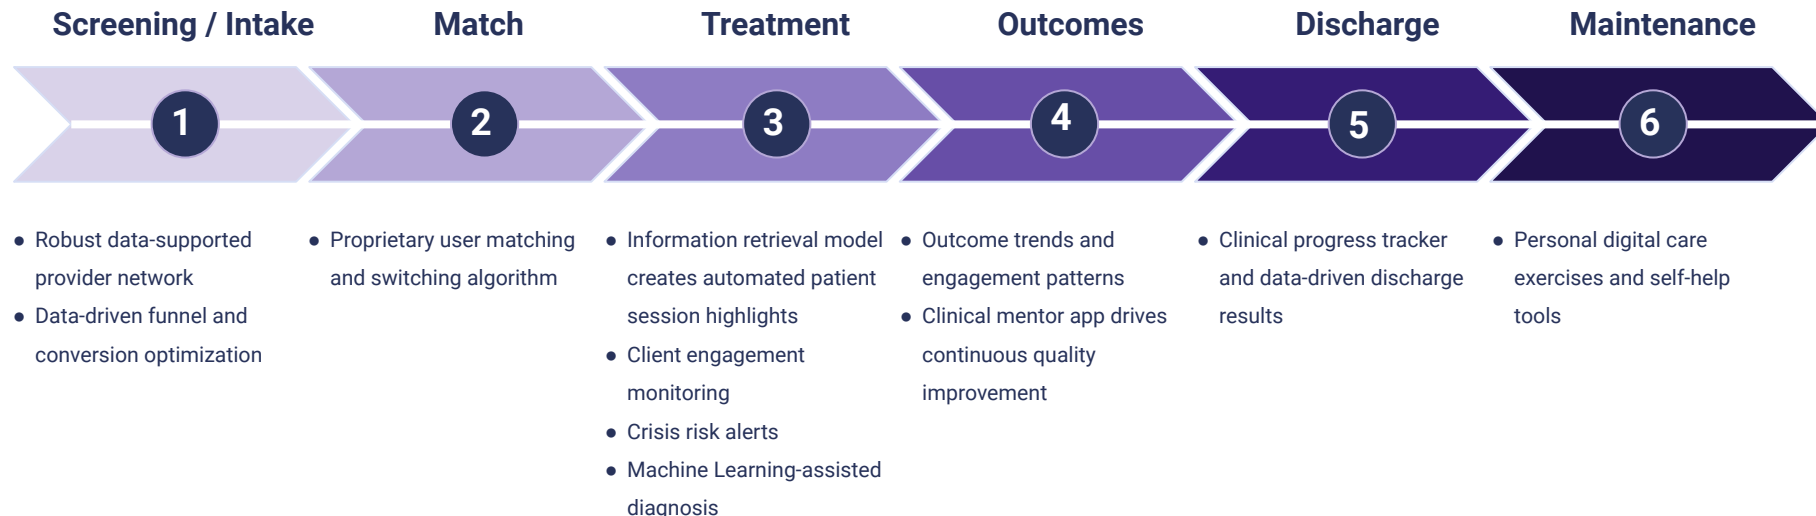 Screening / Intake
Match
Treatment
Outcomes
Discharge
Maintenance
1
2
3
4
5
6
● Robust data-supported
provider network
● Data-driven funnel and
conversion optimization
● Proprietary user matching
and switching algorithm
● Information retrieval model
creates automated patient
session highlights
● Client engagement
monitoring
● Crisis risk alerts
● Machine Learning-assisted
diagnosis
● Outcome trends and
engagement patterns
● Clinical mentor app drives
continuous quality
improvement
● Clinical progress tracker
and data-driven discharge
results
● Personal digital care
exercises and self-help
tools